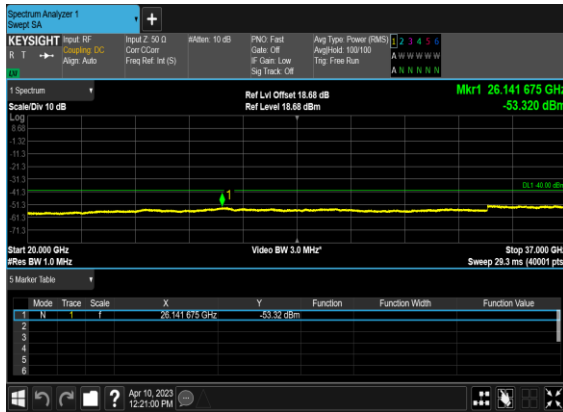 Spectrum Analyzer 1
Swept SA
+
KEYSIGHT Input: RF Input Z: 50 Ω #Atten: 10 dB PNO: Fast Avg Type: Power (RMS) 1 2 3 4 5 6
R T Coupling: DC Corr CCorr Gate: Off Avg|Hold: 100/100 A W W W W W
Align: Auto Freq Ref: Int (S) IF Gain: Low Trig: Free Run
Sig Track: Off A N N N N N
1 Spectrum Ref Lvl Offset 18.68 dB Mkr1 26.141 675 GHz
Scale/Div 10 dB Ref Level 18.68 dBm -53.320 dBm
Log
8.68
-1.32
-11.3
-21.3
-31.3
DL1 -40.00 dBm
-41.3
1
-51.3
-61.3
-71.3
Start 20.000 GHz Video BW 3.0 MHz* Stop 37.000 GHz
#Res BW 1.0 MHz Sweep 29.3 ms (40001 pts)
5 Marker Table
Mode Trace Scale X Y Function Function Width Function Value
1 N 1 f 26.141 675 GHz -53.32 dBm
2
3
4
5
6
? Apr 10, 2023
12:21:00 PM